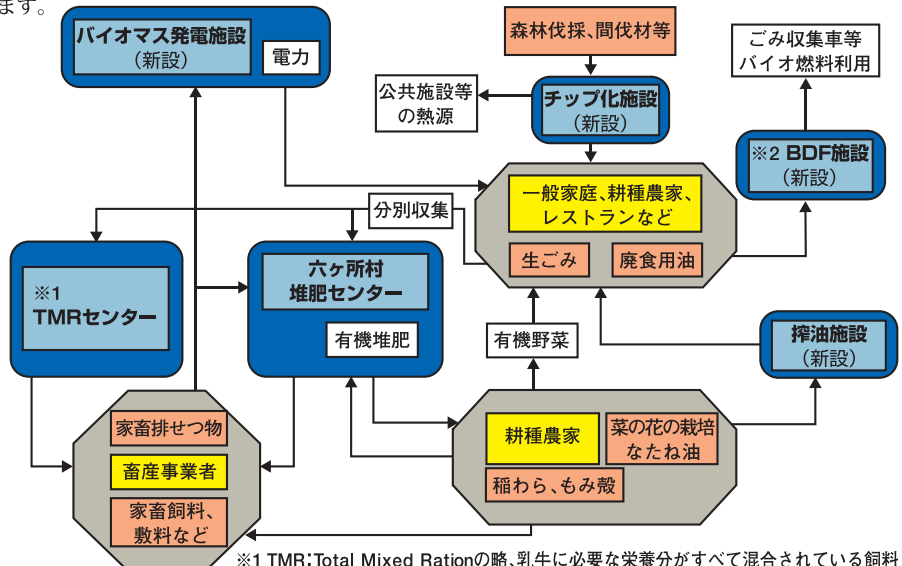 ます。
バイオマス発電施設
(新設)
電力
森林伐採、間伐材等
ごみ収集車等
バイオ燃料利用
公共施設等
の熱源
チップ化施設
(新設)
※2 BDF施設
(新設)
一般家庭、耕種農家、
レストランなど
分別収集
生ごみ
廃食用油
※1
TMRセンター
六ヶ所村
堆肥センター
有機堆肥
有機野菜
搾油施設
(新設)
家畜排せつ物
畜産事業者
家畜飼料、
敷料など
耕種農家
菜の花の栽培
なたね油
稲わら、もみ殻
※1 TMR:Total Mixed Rationの略、乳牛に必要な栄養分がすべて混合されている飼料